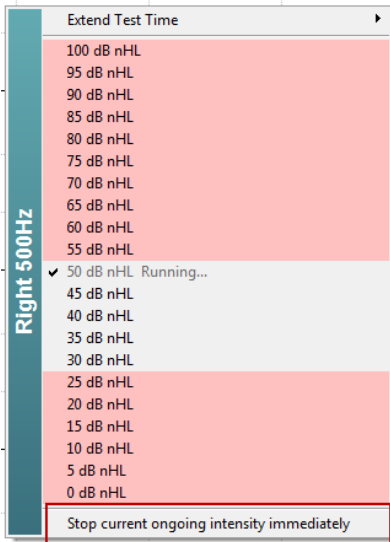 Extend Test Time
100 dB nHL
95 dB nHL
90 dB nHL
85 dB nHL
80 dB nHL
75 dB nHL
70 dB nHL
65 dB nHL
60 dB nHL
55 dB nHL
50 dB nHL Running...
45 dB nHL
40 dB nHL
35 dB nHL
30 dB nHL
25 dB nHL
20 dB nHL
15 dB nHL
10 dB nHL
5 dB nHL
0 dB nHL
Stop current ongoing intensity immediately
Right 500Hz